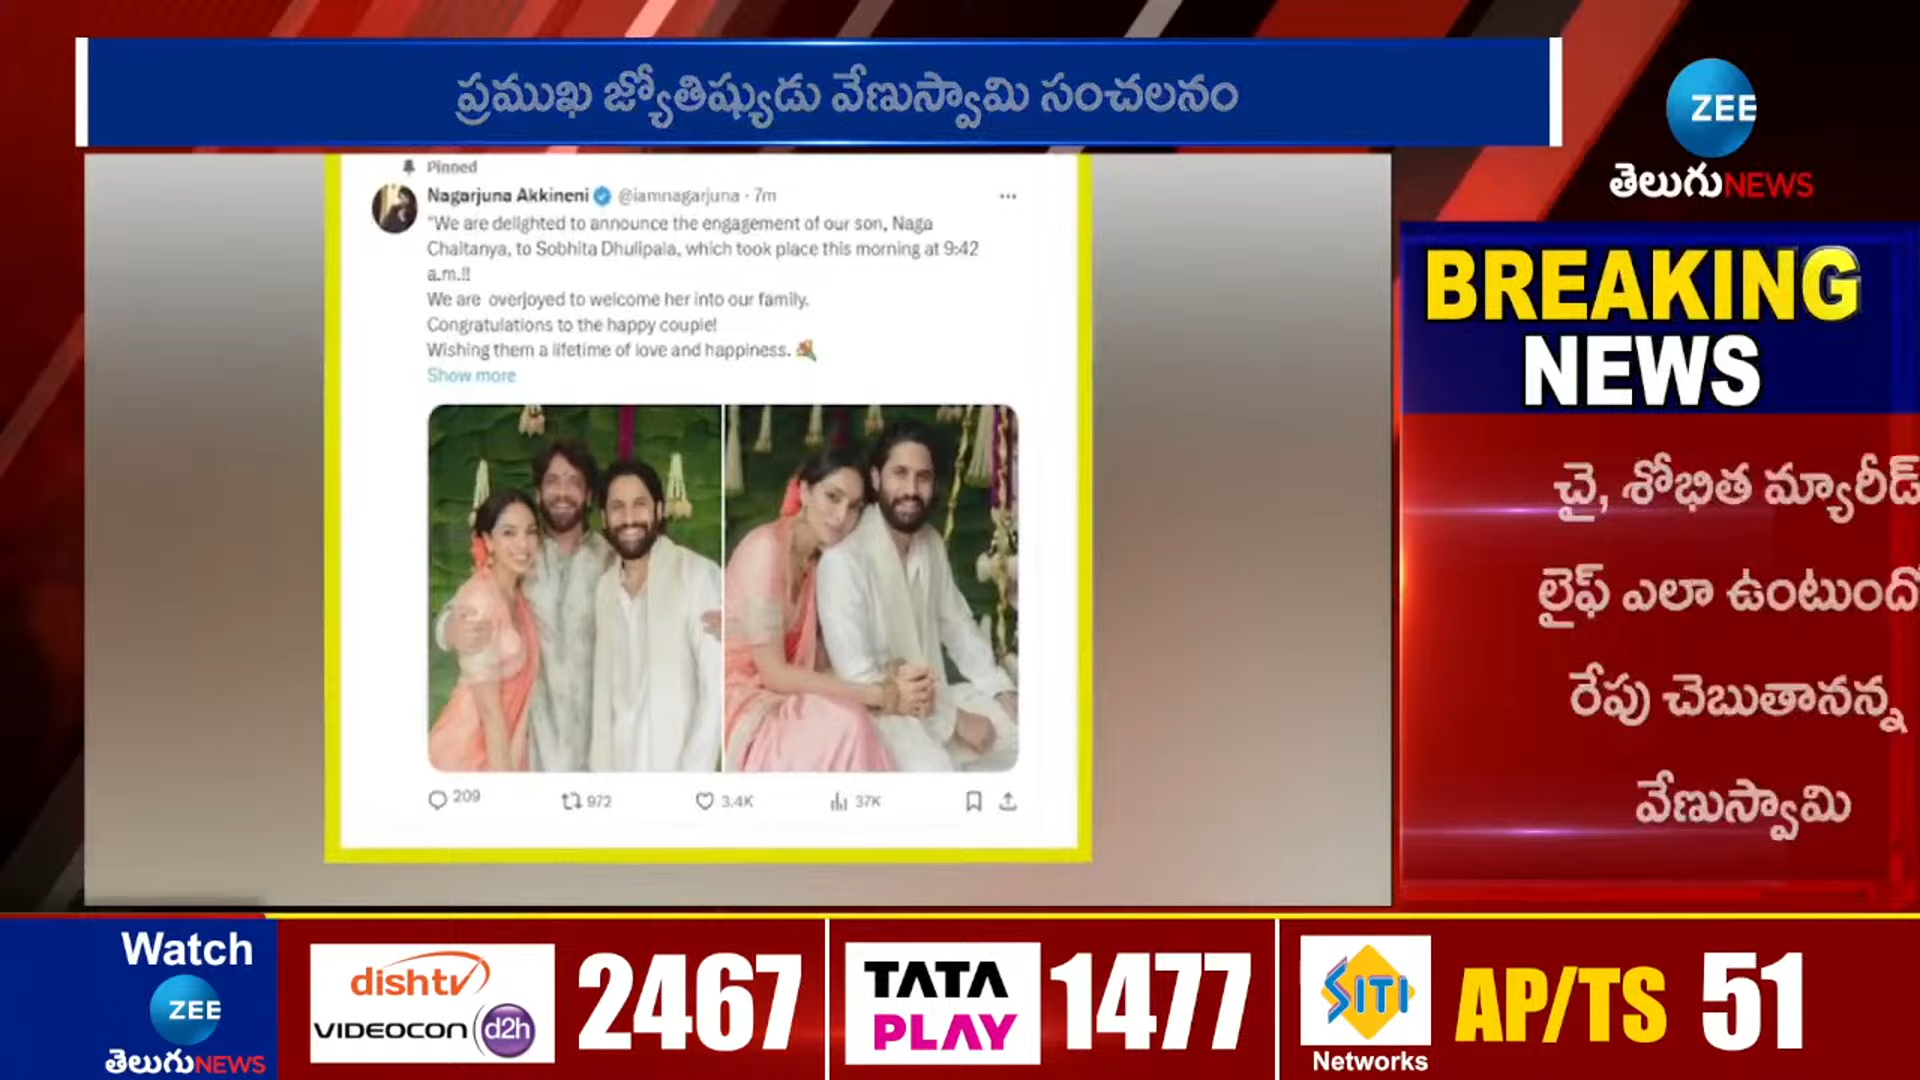 ప్రముఖ జ్యోతిష్యుడు వేణుస్వామి సంచలనం
ZEE
తెలుగు NEWS
Pinned
Nagarjuna Akkineni @iamnagarjuna · 7m
"We are delighted to announce the engagement of our son, Naga
Chaitanya, to Sobhita Dhulipala, which took place this morning at 9:42
a.m.!!
We are overjoyed to welcome her into our family.
Congratulations to the happy couple!
Wishing them a lifetime of love and happiness. 💐
Show more
209 972 3.4K 37K
BREAKING
NEWS
చై, శోభిత మ్యారీడ్
లైఫ్ ఎలా ఉంటుందో
రేపు చెబుతానన్న
వేణుస్వామి
Watch
ZEE
తెలుగు NEWS
dishtv
VIDEOCON d2h
2467
TATA
PLAY
1477
SITI
Networks
AP/TS 51